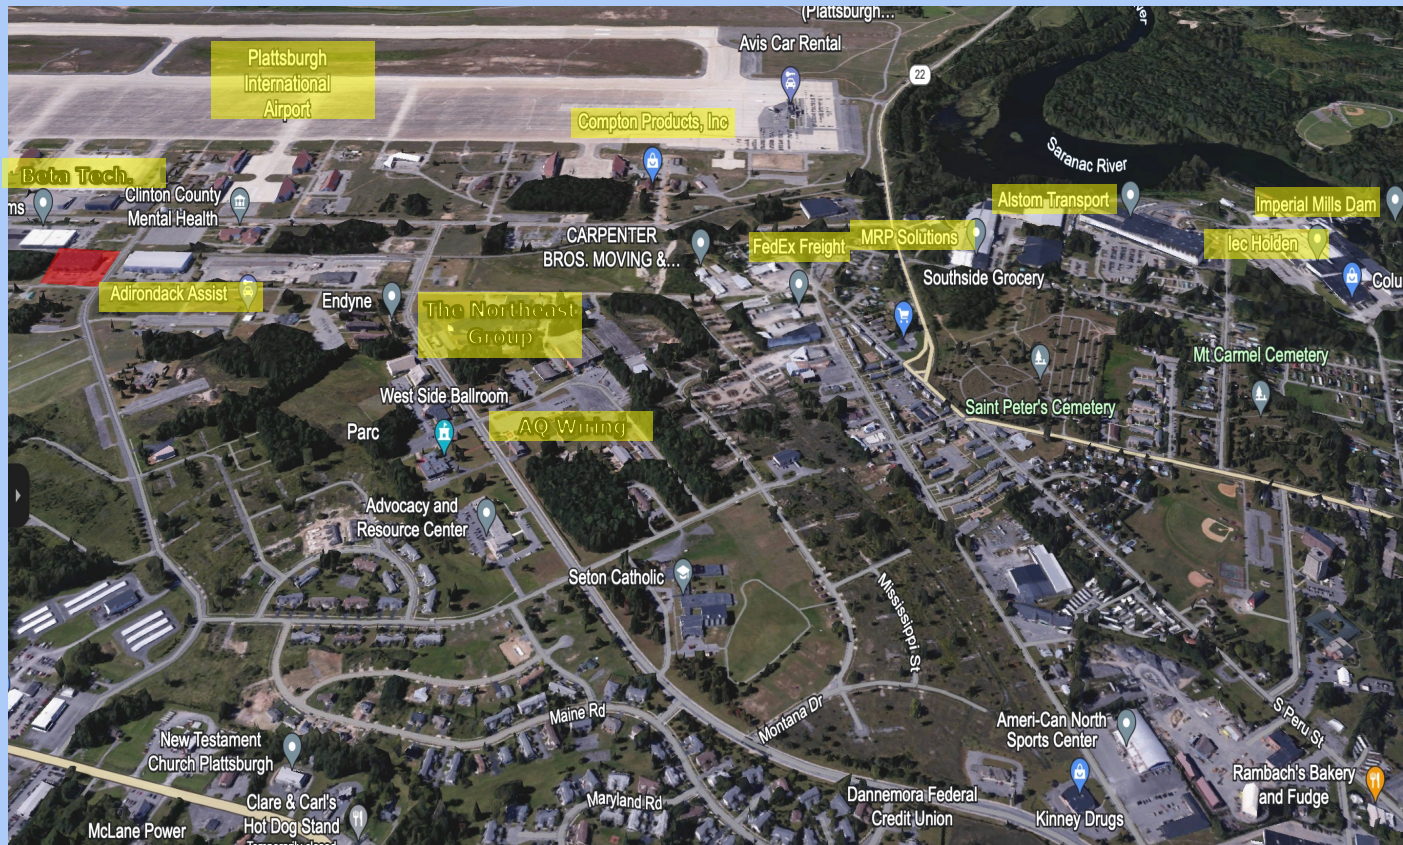 (Plattsburgh...
Avis Car Rental
Plattsburgh
International
Airport
22
Compton Products, Inc
Saranac River
Beta Tech.
ms
Clinton County
Mental Health
Alstom Transport
Imperial Mills Dam
CARPENTER
BROS. MOVING &...
FedEx Freight
MRP Solutions
Iec Holden
Southside Grocery
Colu
Adirondack Assist
Endyne
The Northeast
Group
Mt Carmel Cemetery
West Side Ballroom
Saint Peter's Cemetery
Parc
AQ Wiring
Advocacy and
Resource Center
Seton Catholic
Mississippi St
Maine Rd
Montana Dr
S Peru St
Ameri-Can North
Sports Center
New Testament
Church Plattsburgh
Rambach's Bakery
and Fudge
Maryland Rd
Dannemora Federal
Credit Union
Kinney Drugs
Clare & Carl's
Hot Dog Stand
Temporarily closed
McLane Power